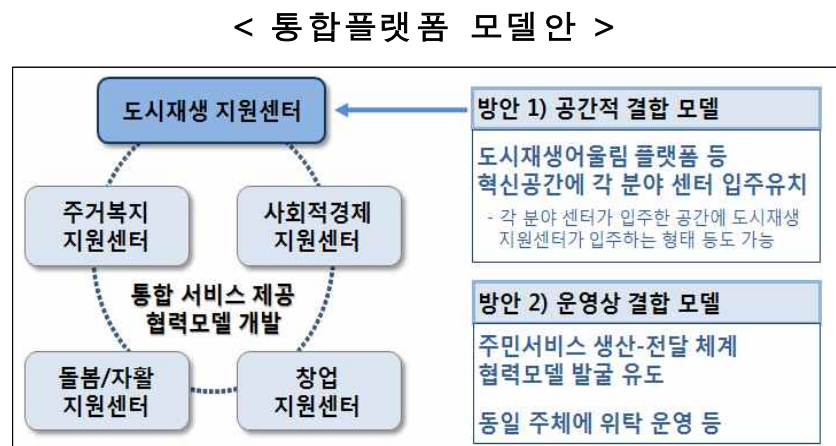 < 통합플랫폼 모델안 >
도시재생 지원센터
주거복지
지원센터
사회적경제
지원센터
통합 서비스 제공
협력모델 개발
돌봄/자활
지원센터
창업
지원센터
방안 1) 공간적 결합 모델
도시재생어울림 플랫폼 등
혁신공간에 각 분야 센터 입주유치
- 각 분야 센터가 입주한 공간에 도시재생
지원센터가 입주하는 형태 등도 가능
방안 2) 운영상 결합 모델
주민서비스 생산-전달 체계
협력모델 발굴 유도
동일 주체에 위탁 운영 등